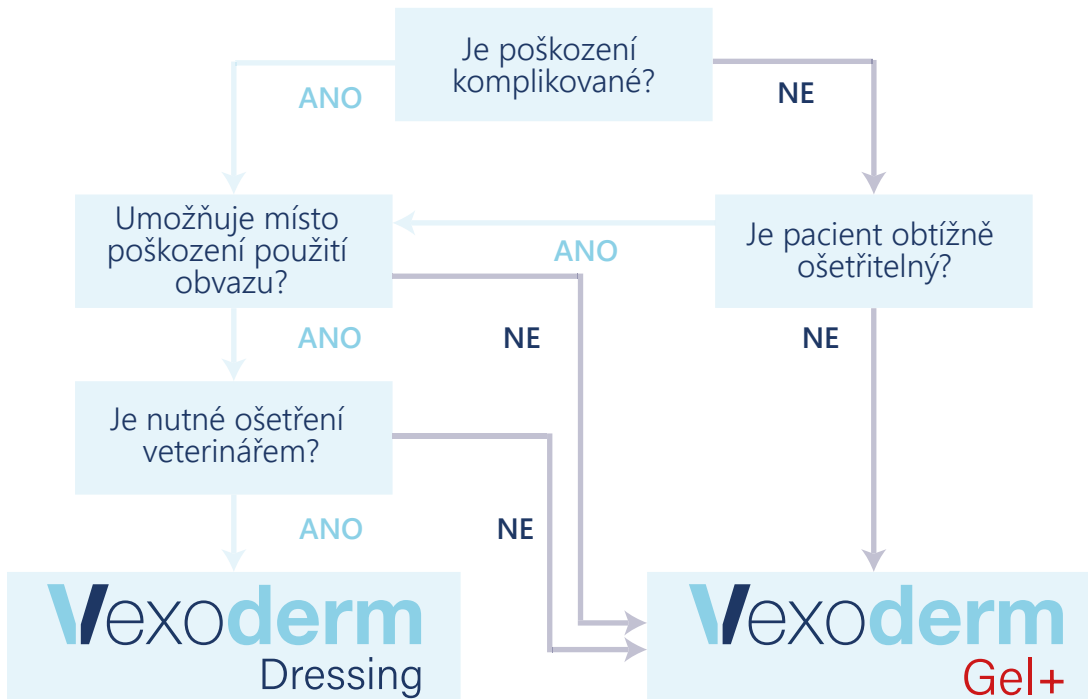 Je poškození
komplikované?
ANO
NE
Umožňuje místo
poškození použití
obvazu?
Je pacient obtížně
ošetřitelný?
ANO
ANO
NE
NE
Je nutné ošetření
veterinářem?
ANO
NE
Vexoderm
Dressing
Vexoderm
Gel+